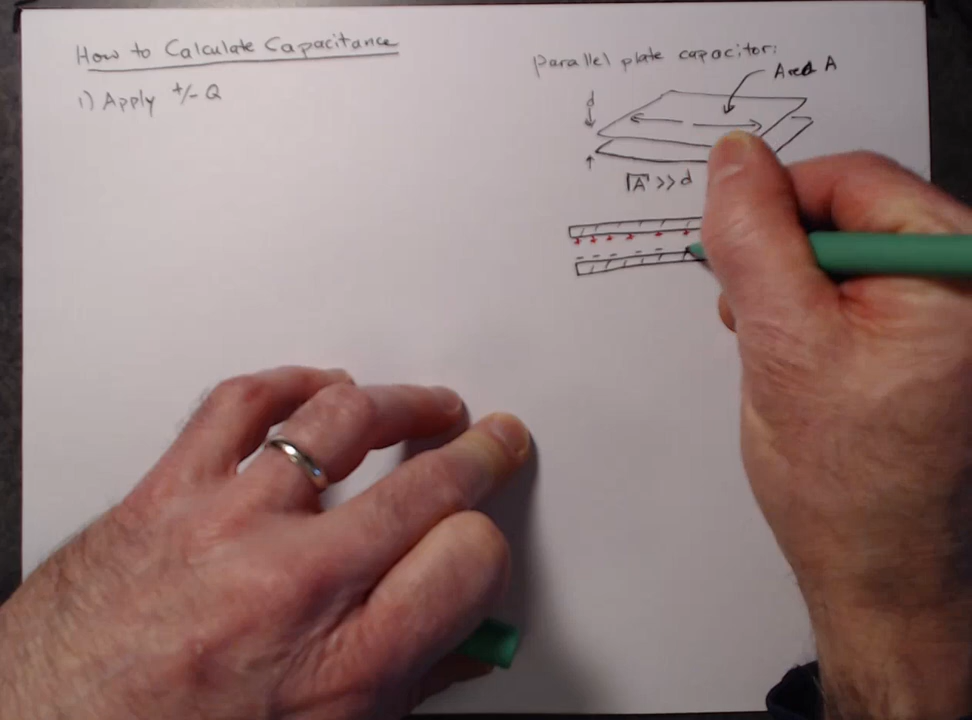 How to Calculate Capacitance
1) Apply +/- Q
Parallel plate capacitor:
Area A
d
√A >> d
+ + + + + +
- - - - - -